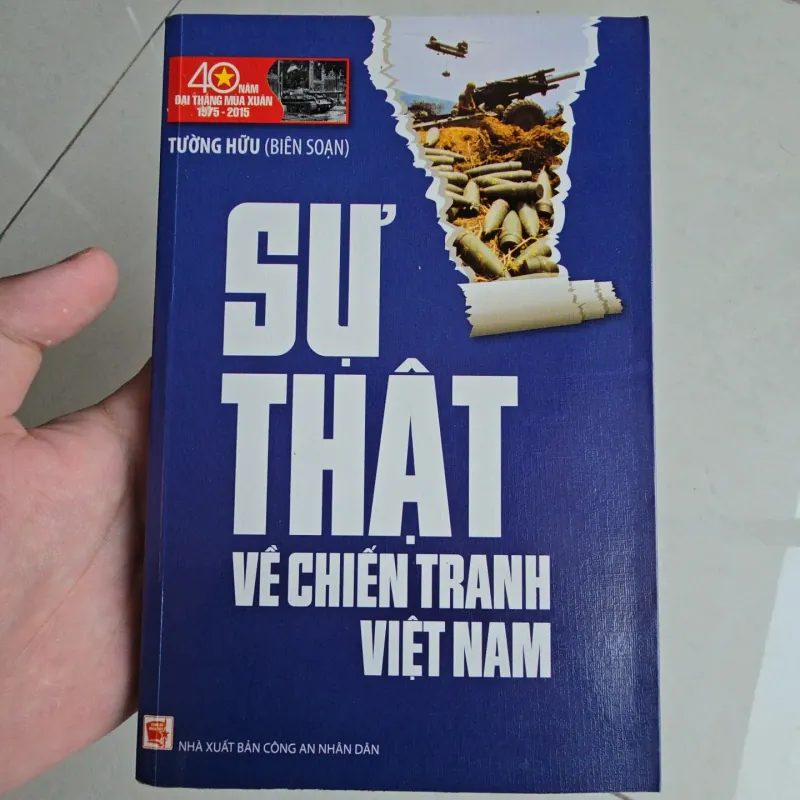 40 NĂM
ĐẠI THẮNG MÙA XUÂN
1975 - 2015
TƯỜNG HỮU (BIÊN SOẠN)
SỰ
THẬT
VỀ CHIẾN TRANH
VIỆT NAM
NHÀ XUẤT BẢN CÔNG AN NHÂN DÂN